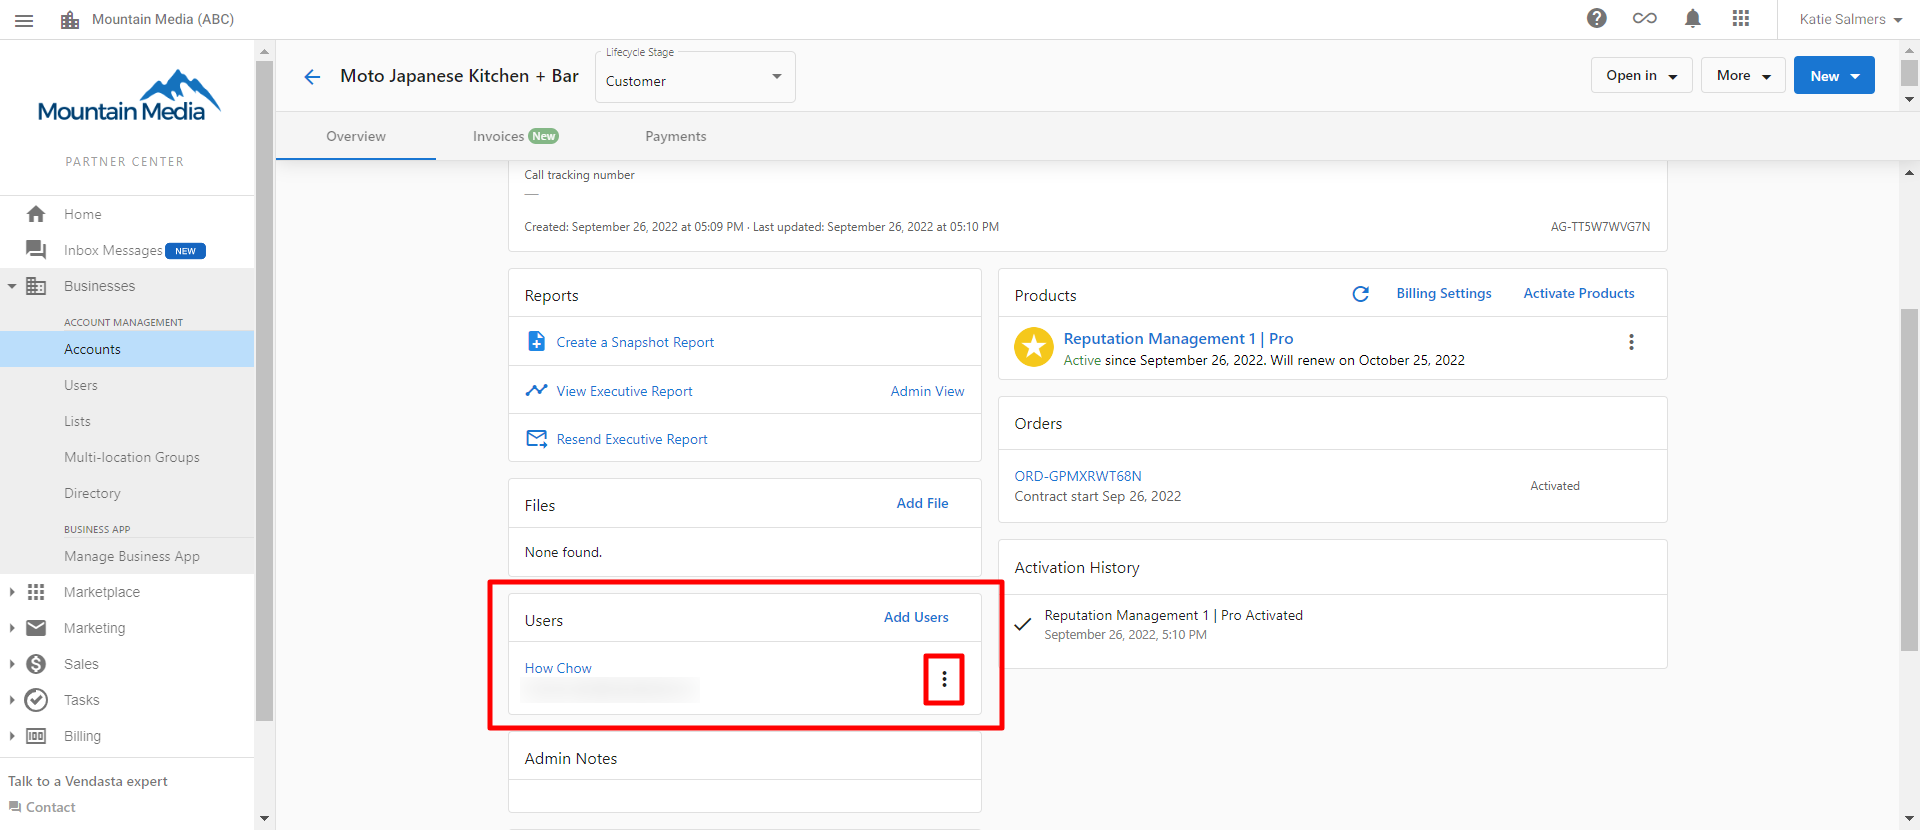 Mountain Media (ABC)
Katie Salmers
Mountain Media
PARTNER CENTER
Home
Inbox Messages NEW
Businesses
ACCOUNT MANAGEMENT
Accounts
Users
Lists
Multi-location Groups
Directory
BUSINESS APP
Manage Business App
Marketplace
Marketing
Sales
Tasks
Billing
Talk to a Vendasta expert
Contact
Moto Japanese Kitchen + Bar
Lifecycle Stage
Customer
Open in
More
New
Overview
Invoices New
Payments
Call tracking number
—
Created: September 26, 2022 at 05:09 PM · Last updated: September 26, 2022 at 05:10 PM
AG-TT5W7WVG7N
Reports
Create a Snapshot Report
View Executive Report Admin View
Resend Executive Report
Files Add File
None found.
Users Add Users
How Chow
Admin Notes
Products Billing Settings Activate Products
Reputation Management 1 | Pro
Active since September 26, 2022. Will renew on October 25, 2022
Orders
ORD-GPMXRWT68N
Contract start Sep 26, 2022
Activated
Activation History
Reputation Management 1 | Pro Activated
September 26, 2022, 5:10 PM